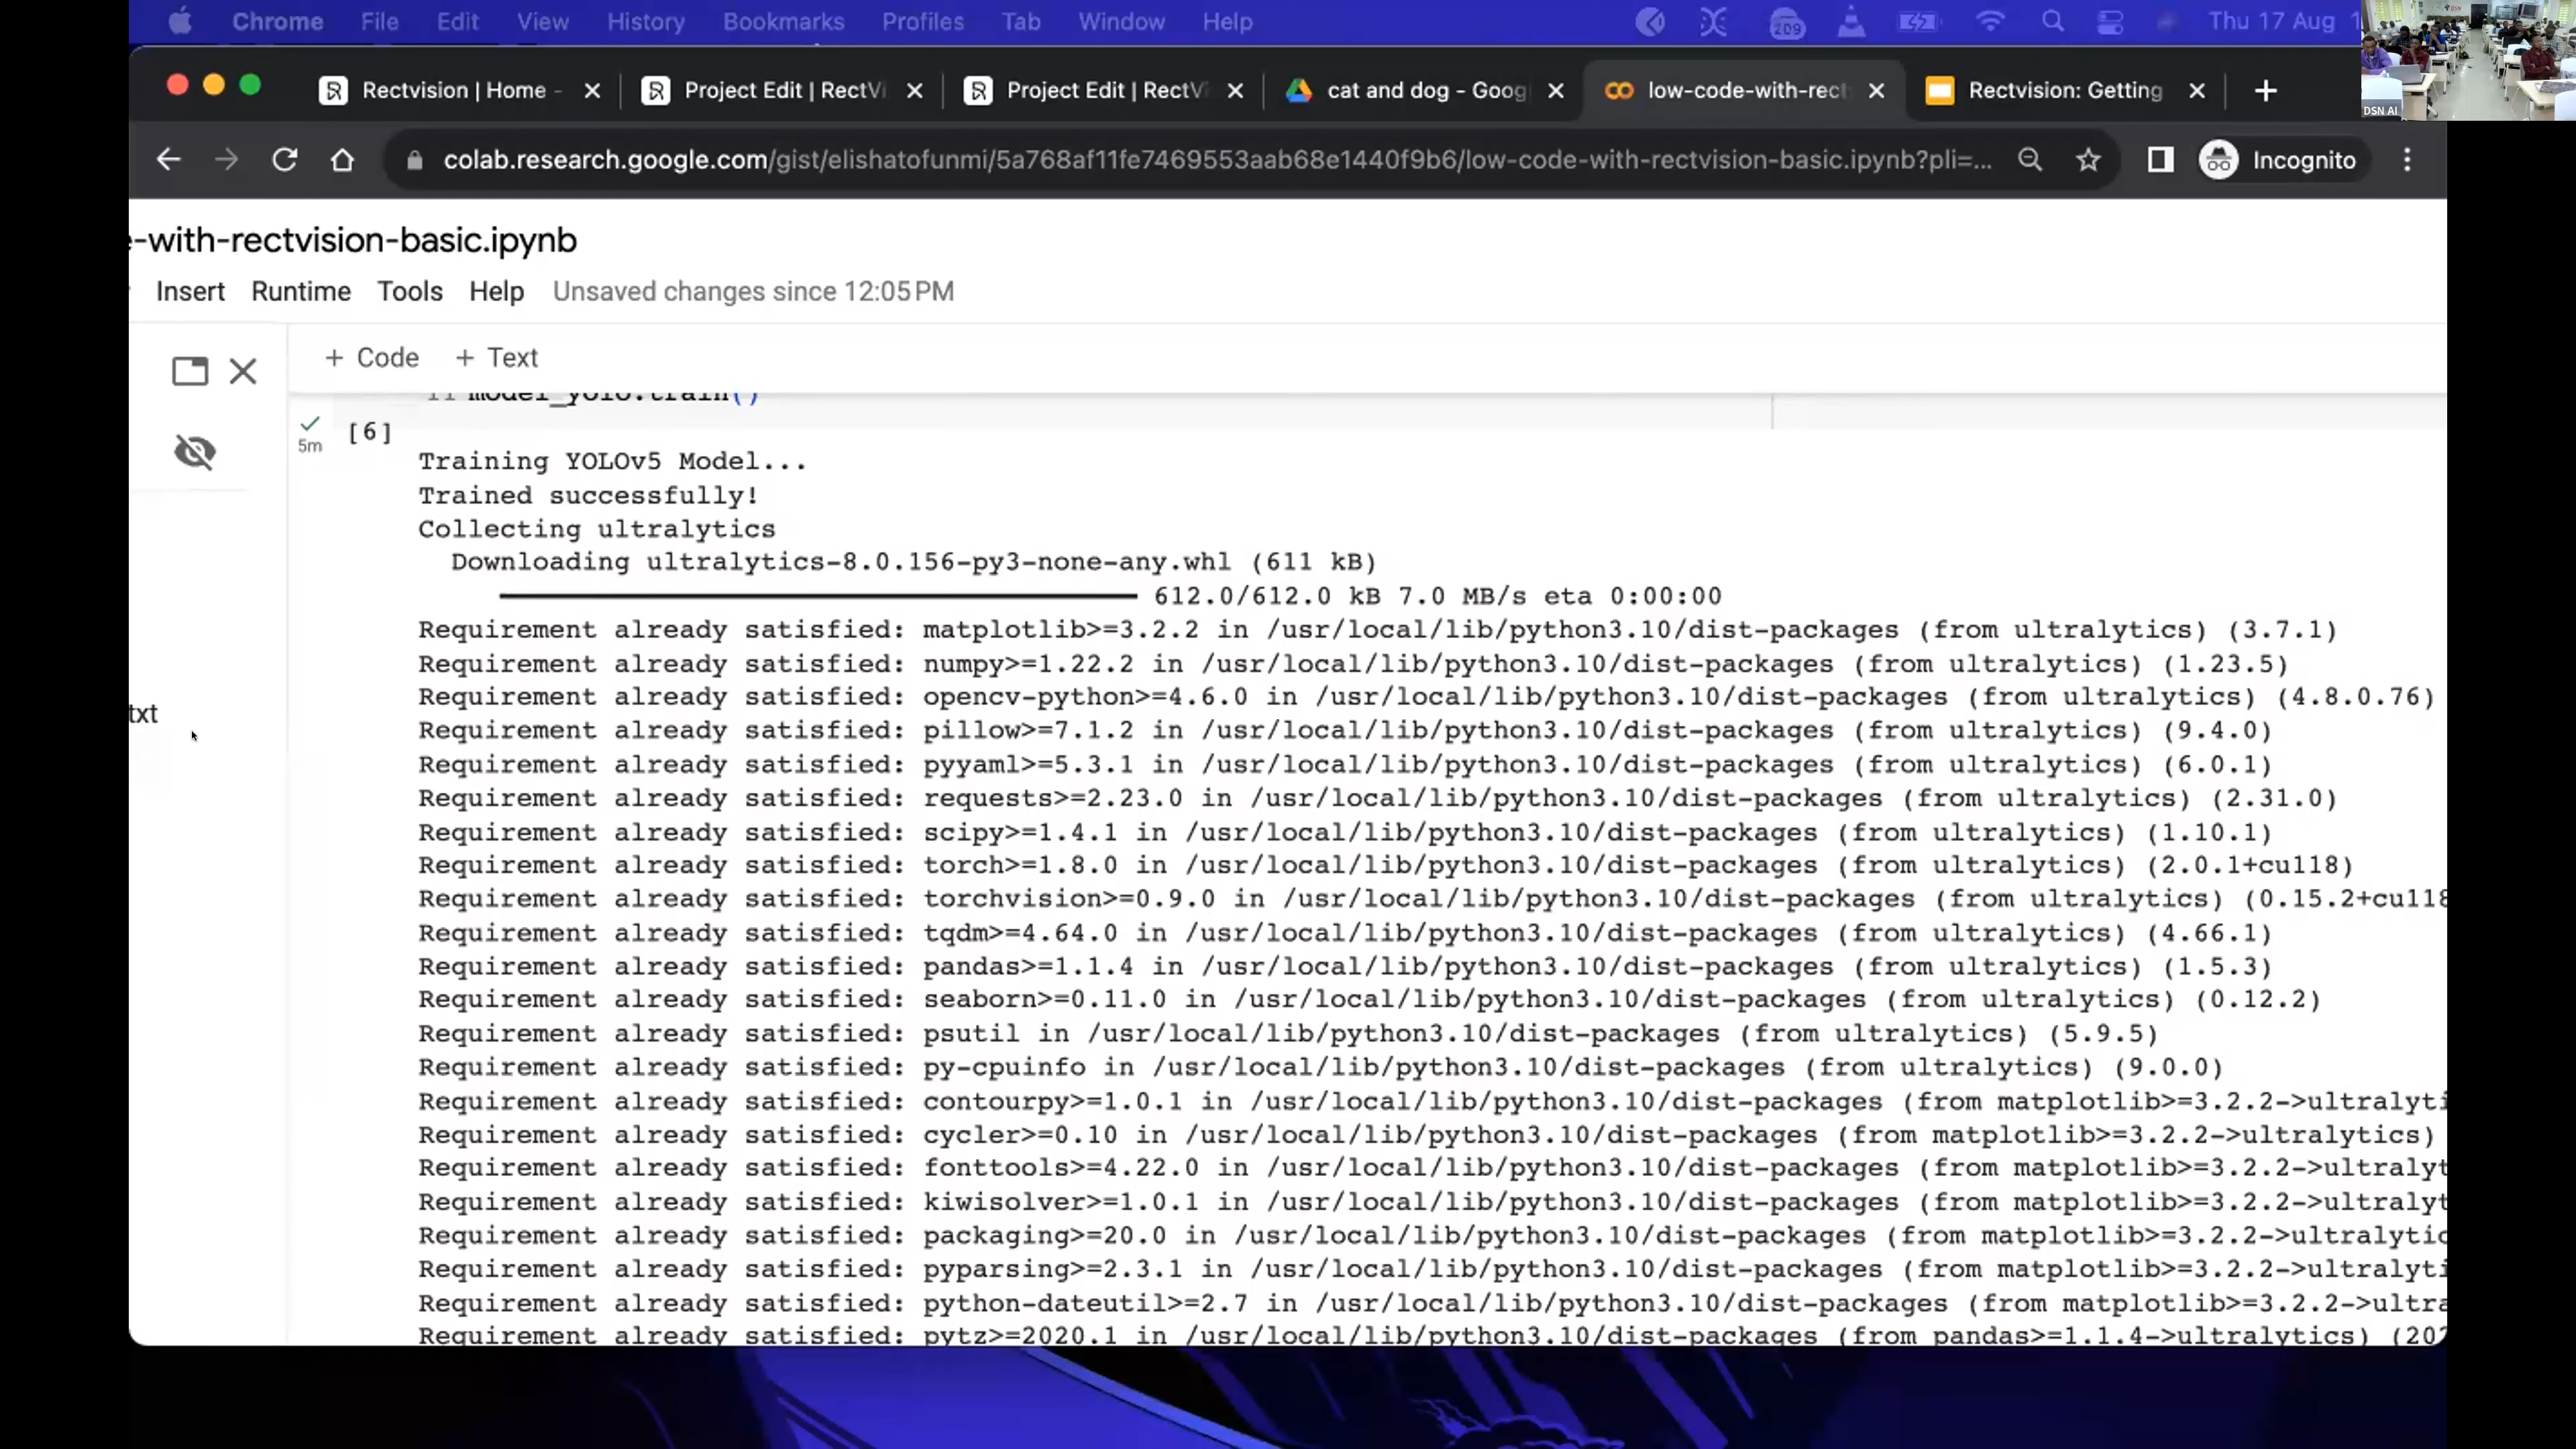 Chrome File Edit View History Bookmarks Profiles Tab Window Help Thu 17 Aug
Rectvision | Home - Project Edit | RectVi Project Edit | RectVi cat and dog - Goog low-code-with-rect Rectvision: Getting
DSN AI
colab.research.google.com/gist/elishatofunmi/5a768af11fe7469553aab68e1440f9b6/low-code-with-rectvision-basic.ipynb?pli=... Incognito
e-with-rectvision-basic.ipynb
Insert Runtime Tools Help Unsaved changes since 12:05 PM
+ Code + Text
11 model_yolo.train()
[6]
5m
Training YOLOv5 Model...
Trained successfully!
Collecting ultralytics
Downloading ultralytics-8.0.156-py3-none-any.whl (611 kB)
612.0/612.0 kB 7.0 MB/s eta 0:00:00
Requirement already satisfied: matplotlib>=3.2.2 in /usr/local/lib/python3.10/dist-packages (from ultralytics) (3.7.1)
Requirement already satisfied: numpy>=1.22.2 in /usr/local/lib/python3.10/dist-packages (from ultralytics) (1.23.5)
Requirement already satisfied: opencv-python>=4.6.0 in /usr/local/lib/python3.10/dist-packages (from ultralytics) (4.8.0.76)
txt
Requirement already satisfied: pillow>=7.1.2 in /usr/local/lib/python3.10/dist-packages (from ultralytics) (9.4.0)
Requirement already satisfied: pyyaml>=5.3.1 in /usr/local/lib/python3.10/dist-packages (from ultralytics) (6.0.1)
Requirement already satisfied: requests>=2.23.0 in /usr/local/lib/python3.10/dist-packages (from ultralytics) (2.31.0)
Requirement already satisfied: scipy>=1.4.1 in /usr/local/lib/python3.10/dist-packages (from ultralytics) (1.10.1)
Requirement already satisfied: torch>=1.8.0 in /usr/local/lib/python3.10/dist-packages (from ultralytics) (2.0.1+cu118)
Requirement already satisfied: torchvision>=0.9.0 in /usr/local/lib/python3.10/dist-packages (from ultralytics) (0.15.2+cu118
Requirement already satisfied: tqdm>=4.64.0 in /usr/local/lib/python3.10/dist-packages (from ultralytics) (4.66.1)
Requirement already satisfied: pandas>=1.1.4 in /usr/local/lib/python3.10/dist-packages (from ultralytics) (1.5.3)
Requirement already satisfied: seaborn>=0.11.0 in /usr/local/lib/python3.10/dist-packages (from ultralytics) (0.12.2)
Requirement already satisfied: psutil in /usr/local/lib/python3.10/dist-packages (from ultralytics) (5.9.5)
Requirement already satisfied: py-cpuinfo in /usr/local/lib/python3.10/dist-packages (from ultralytics) (9.0.0)
Requirement already satisfied: contourpy>=1.0.1 in /usr/local/lib/python3.10/dist-packages (from matplotlib>=3.2.2->ultralyti
Requirement already satisfied: cycler>=0.10 in /usr/local/lib/python3.10/dist-packages (from matplotlib>=3.2.2->ultralytics)
Requirement already satisfied: fonttools>=4.22.0 in /usr/local/lib/python3.10/dist-packages (from matplotlib>=3.2.2->ultralyt
Requirement already satisfied: kiwisolver>=1.0.1 in /usr/local/lib/python3.10/dist-packages (from matplotlib>=3.2.2->ultralyt
Requirement already satisfied: packaging>=20.0 in /usr/local/lib/python3.10/dist-packages (from matplotlib>=3.2.2->ultralytic
Requirement already satisfied: pyparsing>=2.3.1 in /usr/local/lib/python3.10/dist-packages (from matplotlib>=3.2.2->ultralyti
Requirement already satisfied: python-dateutil>=2.7 in /usr/local/lib/python3.10/dist-packages (from matplotlib>=3.2.2->ultra
Requirement already satisfied: pytz>=2020.1 in /usr/local/lib/python3.10/dist-packages (from pandas>=1.1.4->ultralytics) (202